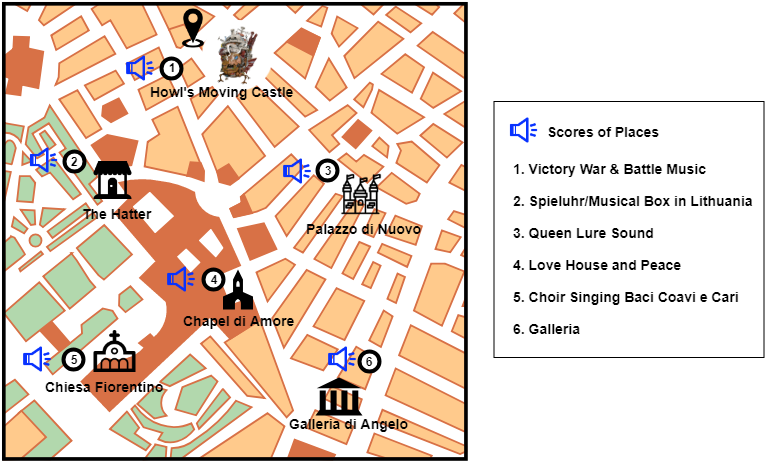 1
Howl's Moving Castle
2
The Hatter
3
Palazzo di Nuovo
4
Chapel di Amore
5
Chiesa Fiorentino
6
Galleria di Angelo
Scores of Places
1. Victory War & Battle Music
2. Spieluhr/Musical Box in Lithuania
3. Queen Lure Sound
4. Love House and Peace
5. Choir Singing Baci Coavi e Cari
6. Galleria